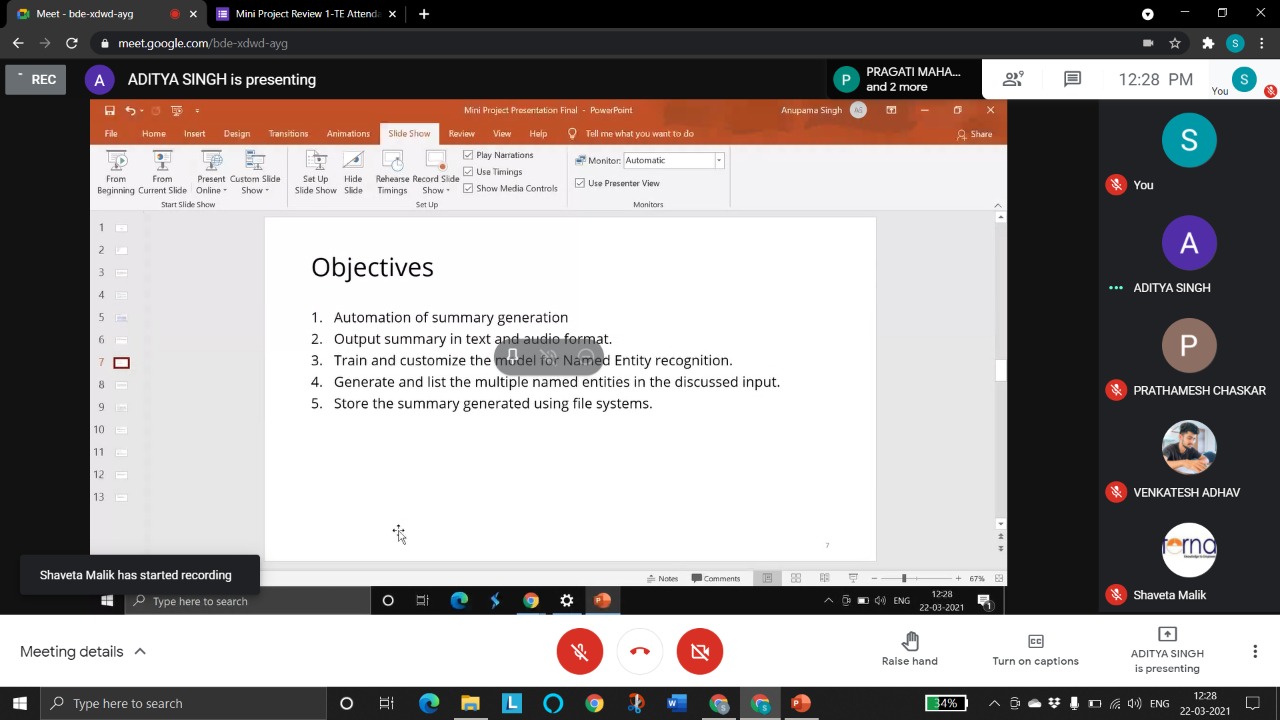 Meet - bde-xdwd-ayg
Mini Project Review 1-TE Attend
meet.google.com/bde-xdwd-ayg
REC
A
ADITYA SINGH is presenting
P
PRAGATI MAHA...
and 2 more
9
12:28 PM
You
S
Mini Project Presentation Final - PowerPoint
Anupama Singh
AS
File
Home
Insert
Design
Transitions
Animations
Slide Show
Review
View
Help
Tell me what you want to do
Share
From Beginning
From Current Slide
Present Online
Custom Slide Show
Set Up Slide Show
Hide Slide
Rehearse Timings
Record Slide Show
Play Narrations
Use Timings
Show Media Controls
Monitor: Automatic
Use Presenter View
Start Slide Show
Set Up
Monitors
1
2
3
4
5
6
7
8
9
10
11
12
13
Objectives
1. Automation of summary generation
2. Output summary in text and audio format.
3. Train and customize the model for Named Entity recognition.
4. Generate and list the multiple named entities in the discussed input.
5. Store the summary generated using file systems.
7
Notes
Comments
67%
Type here to search
ENG
12:28
22-03-2021
1
S
You
A
ADITYA SINGH
P
PRATHAMESH CHASKAR
VENKATESH ADHAV
Shaveta Malik
Shaveta Malik has started recording
Meeting details
Raise hand
Turn on captions
ADITYA SINGH
is presenting
Type here to search
34%
ENG
12:28
22-03-2021